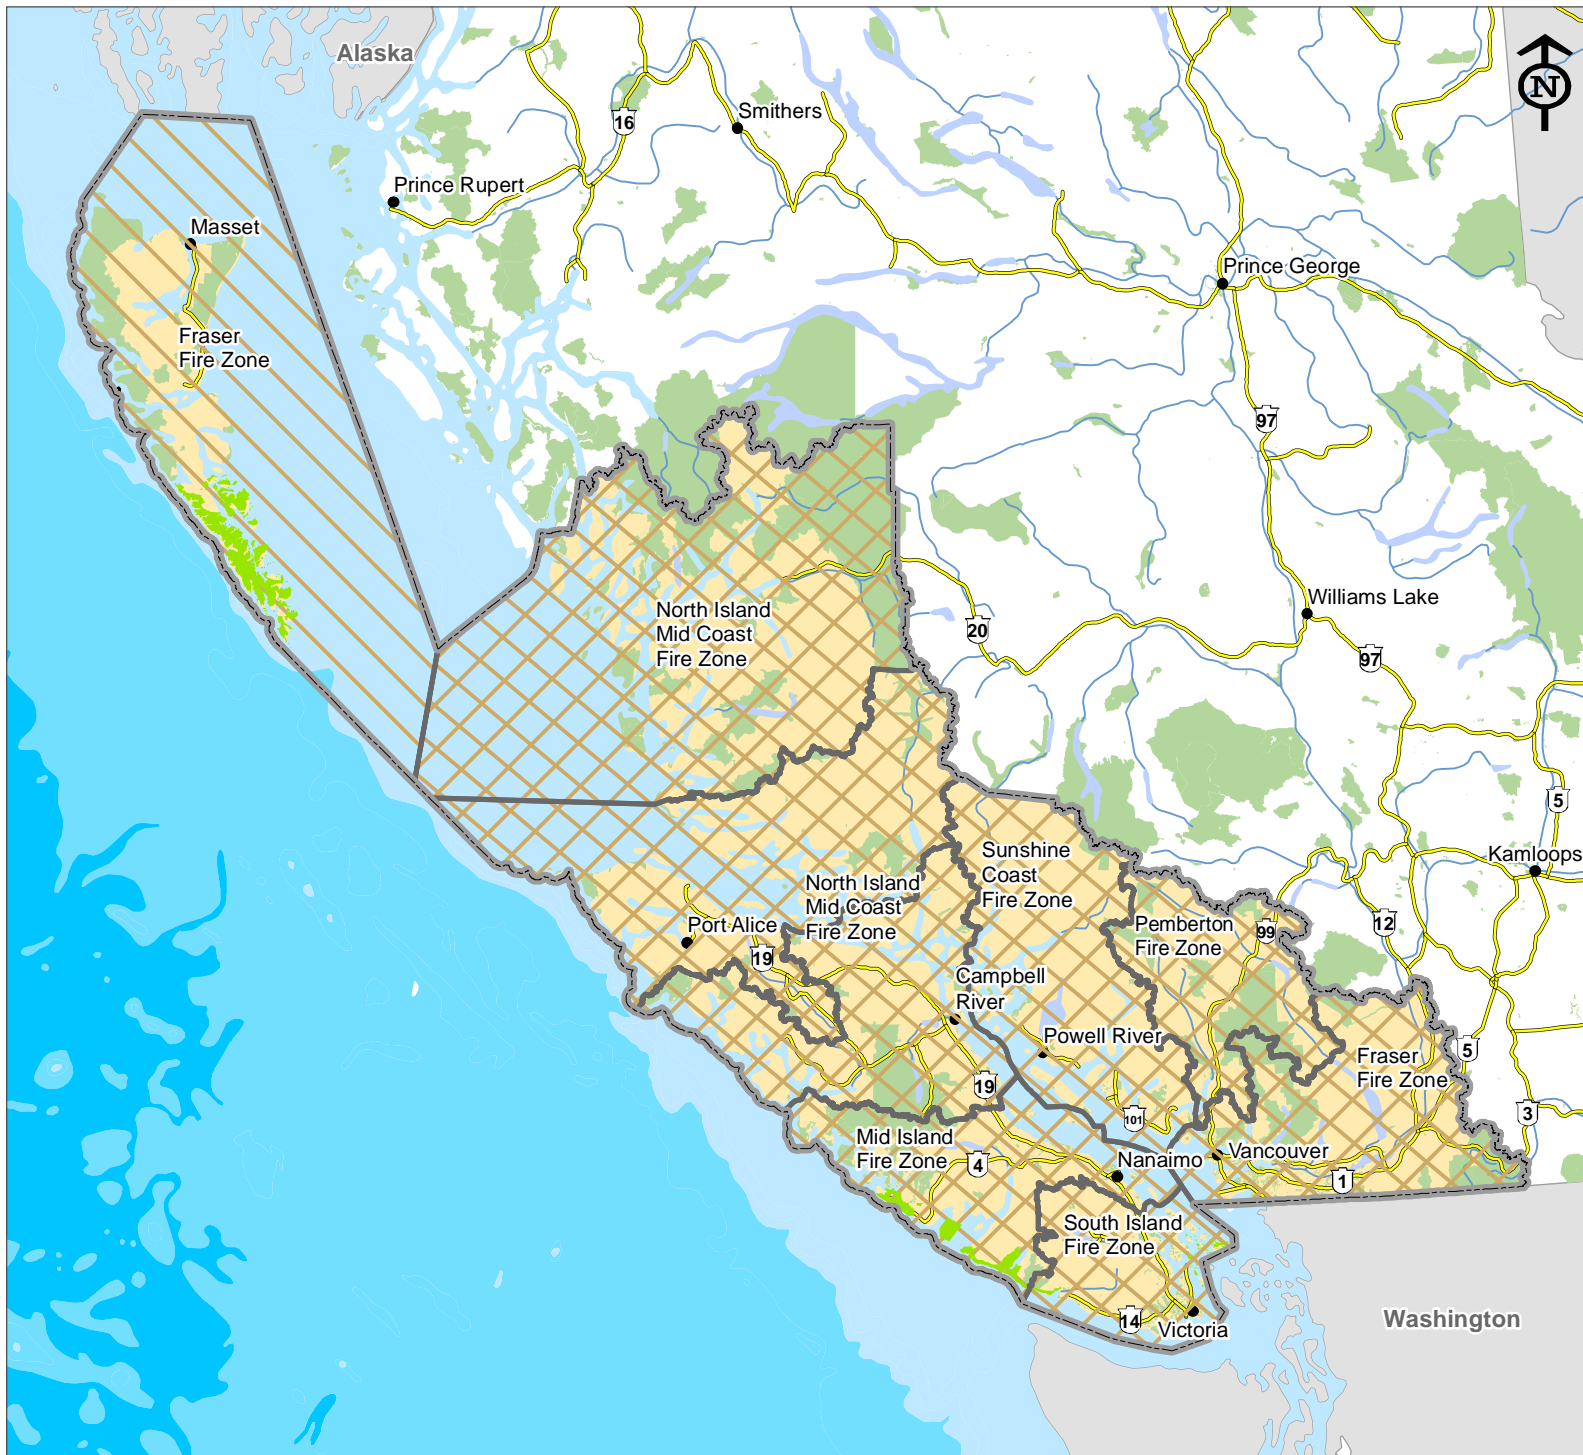 Alaska
N
16
Smithers
Prince Rupert
Masset
Prince George
Fraser
Fire Zone
97
North Island
Mid Coast
Fire Zone
Williams Lake
20
97
5
Sunshine
Coast
Fire Zone
Kamloops
North Island
Mid Coast
Fire Zone
Port Alice
Pemberton
Fire Zone
99
12
19
Campbell
River
Powell River
Fraser
Fire Zone
5
19
101
3
Mid Island
Fire Zone
4
Nanaimo
Vancouver
1
South Island
Fire Zone
14
Victoria
Washington